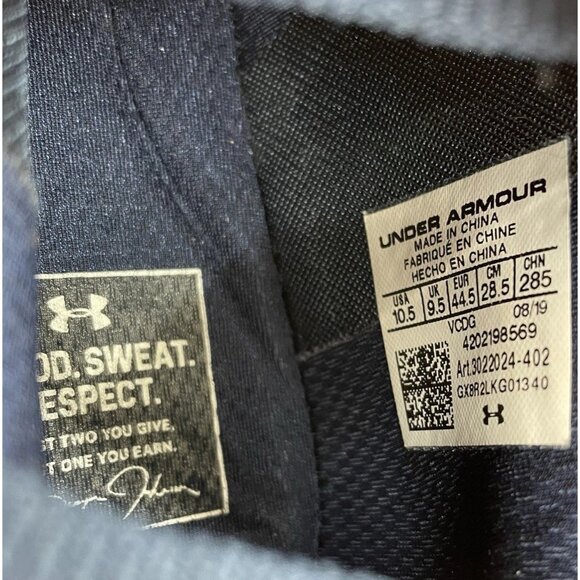 OD. SWEAT.
ESPECT.
T TWO YOU GIVE,
T ONE YOU EARN.
UNDER ARMOUR
MADE IN CHINA
FABRIQUÉ EN CHINE
HECHO EN CHINA
USA UK EUR CM CHN
10.5 9.5 44.5 28.5 285
VCDG 08/19
4202198569
Art.3022024-402
GX8R2LKG01340